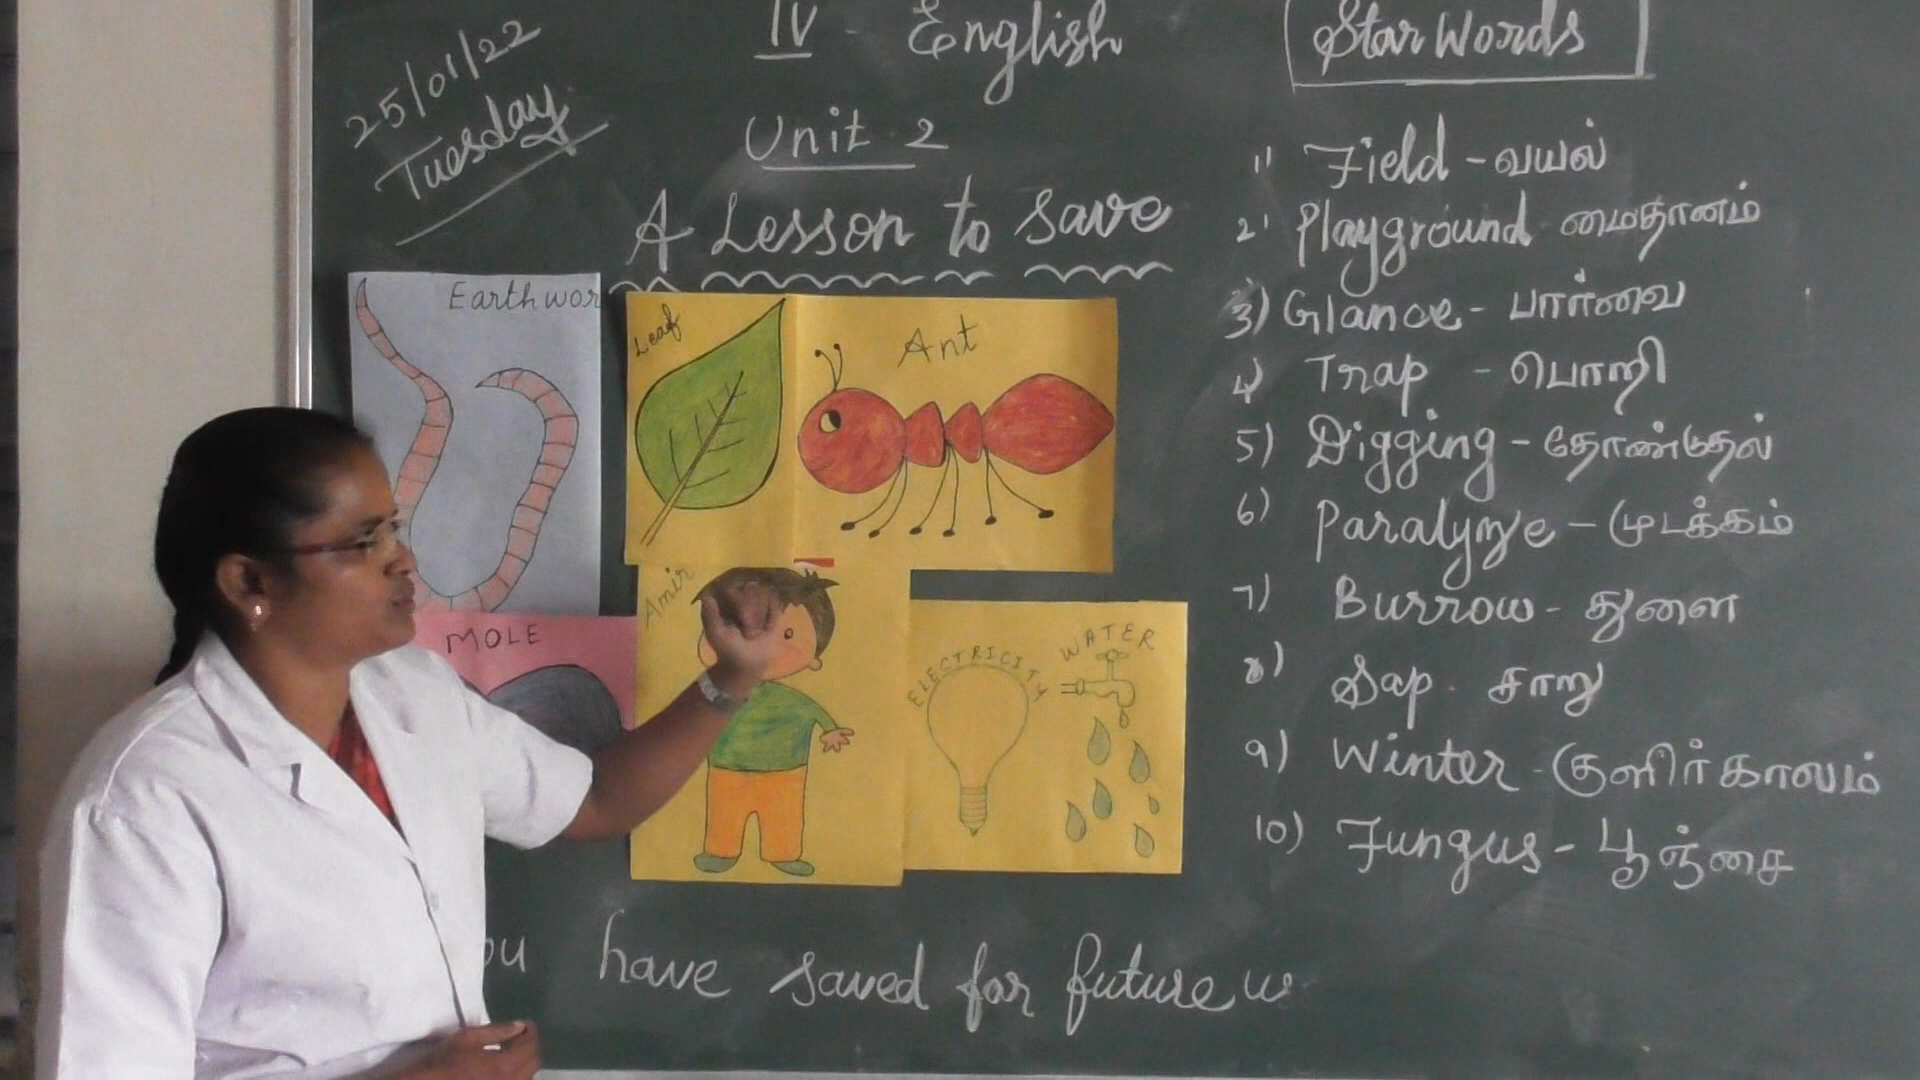 25/01/22
Tuesday
IV - English
Unit 2
A Lesson to save
Earthwor
Leaf
Ant
MOLE
Amir
ELECTRICITY
WATER
ou have saved for future u
Star Words
1) Field - வயல்
2) Playground மைதானம்
3) Glance - பார்வை
4) Trap - பொறி
5) Digging - தோண்டுதல்
6) Paralyze - முடக்கம்
7) Burrow - துளை
8) Sap - சாறு
9) Winter - குளிர்காலம்
10) Fungus - பூஞ்சை